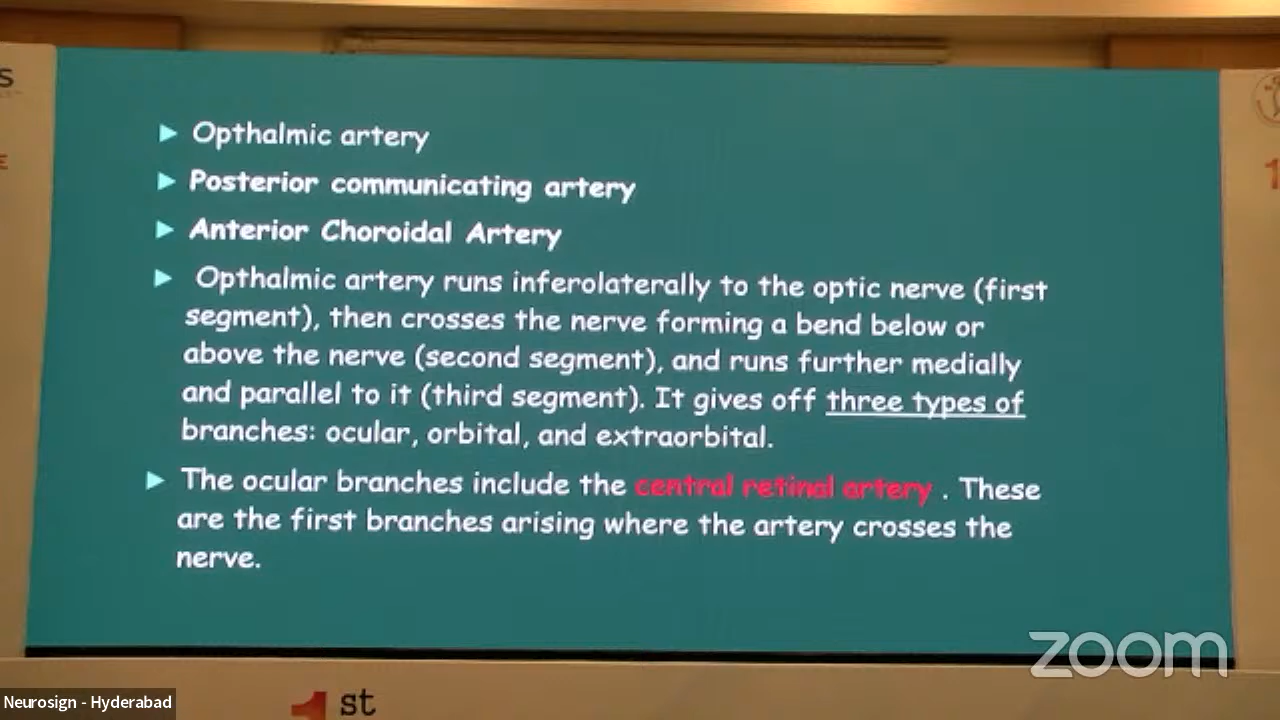 S
E
1
Opthalmic artery
Posterior communicating artery
Anterior Choroidal Artery
Opthalmic artery runs inferolaterally to the optic nerve (first
segment), then crosses the nerve forming a bend below or
above the nerve (second segment), and runs further medially
and parallel to it (third segment). It gives off three types of
branches: ocular, orbital, and extraorbital.
The ocular branches include the central retinal artery . These
are the first branches arising where the artery crosses the
nerve.
zoom
Neurosign - Hyderabad
1st